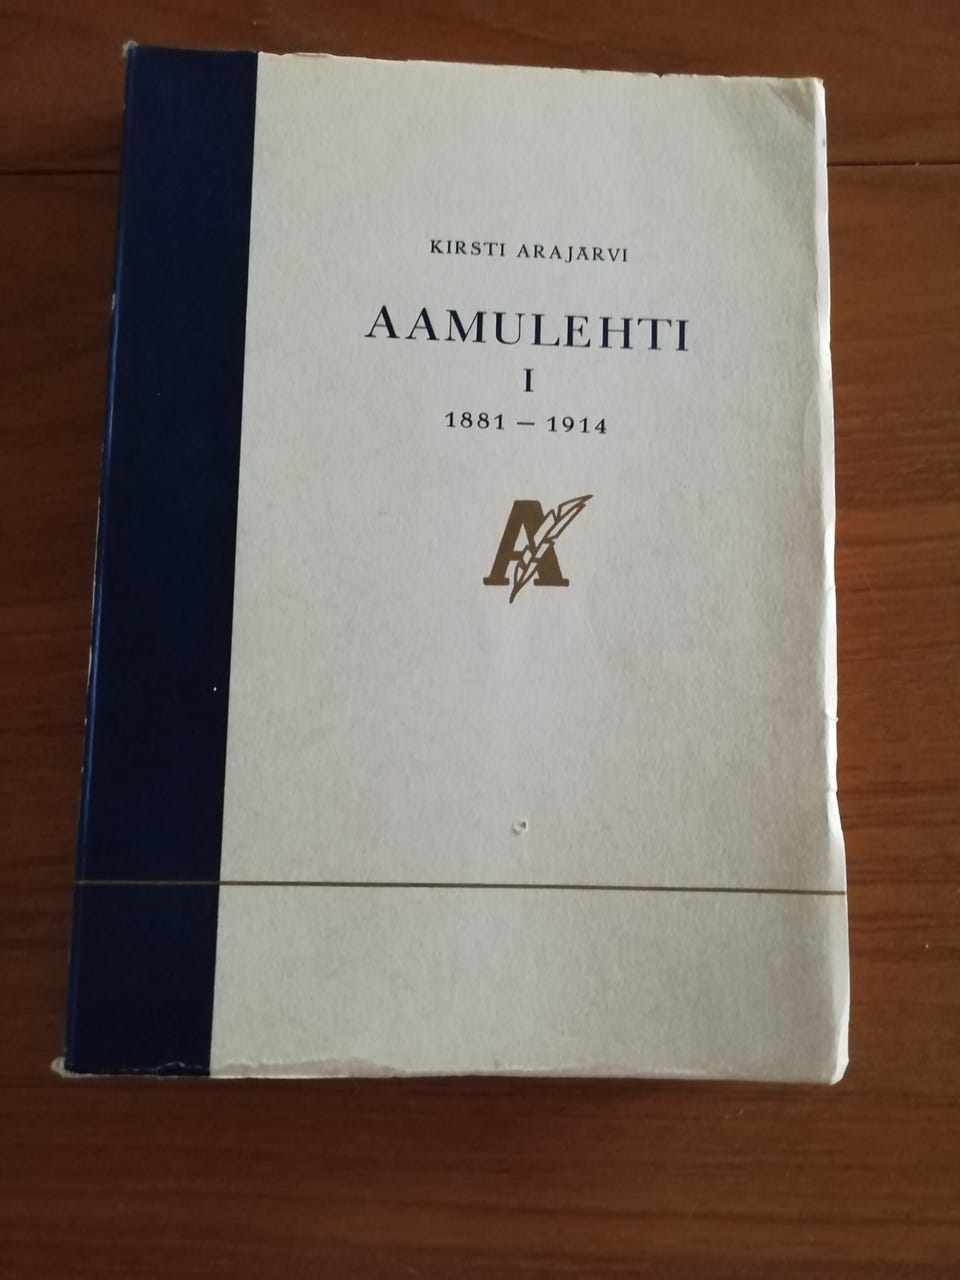 KIRSTI ARAJÄRVI
AAMULEHTI
I
1881 – 1914
A